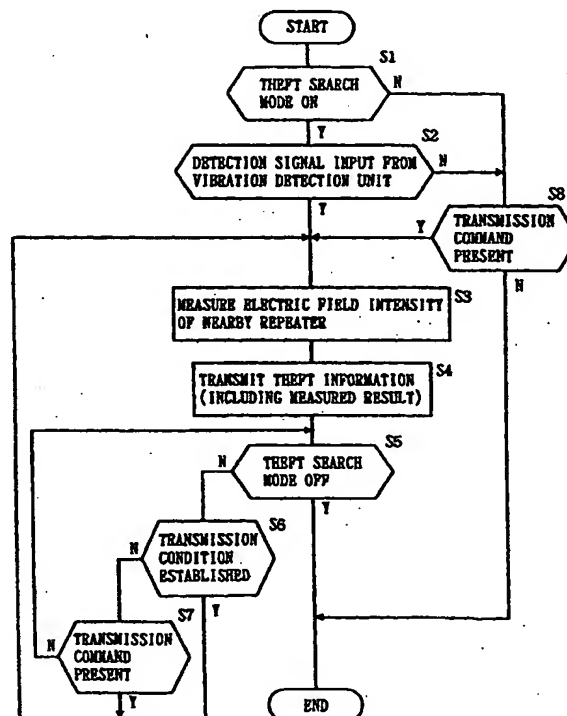 START
S1
THEFT SEARCH
MODE ON
N
Y
S2
DETECTION SIGNAL INPUT FROM
VIBRATION DETECTION UNIT
N
Y
S8
TRANSMISSION
COMMAND
PRESENT
Y
N
S3
MEASURE ELECTRIC FIELD INTENSITY
OF NEARBY REPEATER
S4
TRANSMIT THEFT INFORMATION
(INCLUDING MEASURED RESULT)
S5
THEFT SEARCH
MODE OFF
N
Y
S6
TRANSMISSION
CONDITION
ESTABLISHED
N
Y
S7
TRANSMISSION
COMMAND
PRESENT
N
Y
END